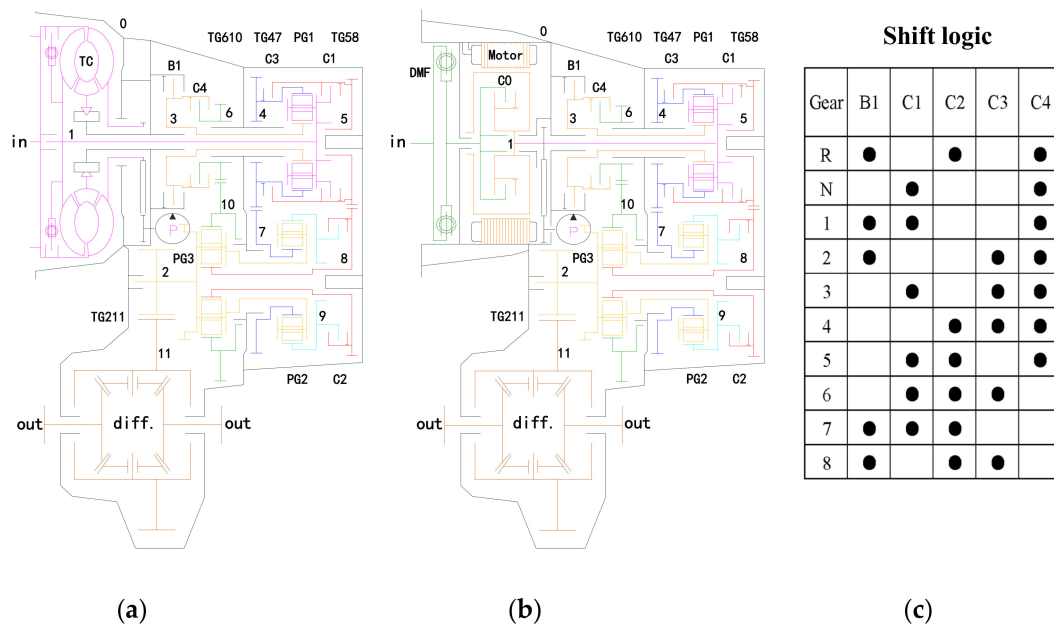 0
TG610 TG47 PG1 TG58
C3 C1
TC
B1
C4
6
3
4
5
in
1
10
P
7
2
PG3
8
9
TG211
11
PG2 C2
out
diff.
out
(a)
0
TG610 TG47 PG1 TG58
C3 C1
Motor
DMF
C0
B1
C4
6
3
4
5
in
1
10
P
7
2
PG3
8
9
TG211
11
PG2 C2
out
diff.
out
(b)
Shift logic
Gear B1 C1 C2 C3 C4
R ● ● ●
N ● ●
1 ● ● ●
2 ● ● ●
3 ● ● ●
4 ● ● ●
5 ● ● ●
6 ● ● ●
7 ● ● ●
8 ● ● ●
(c)